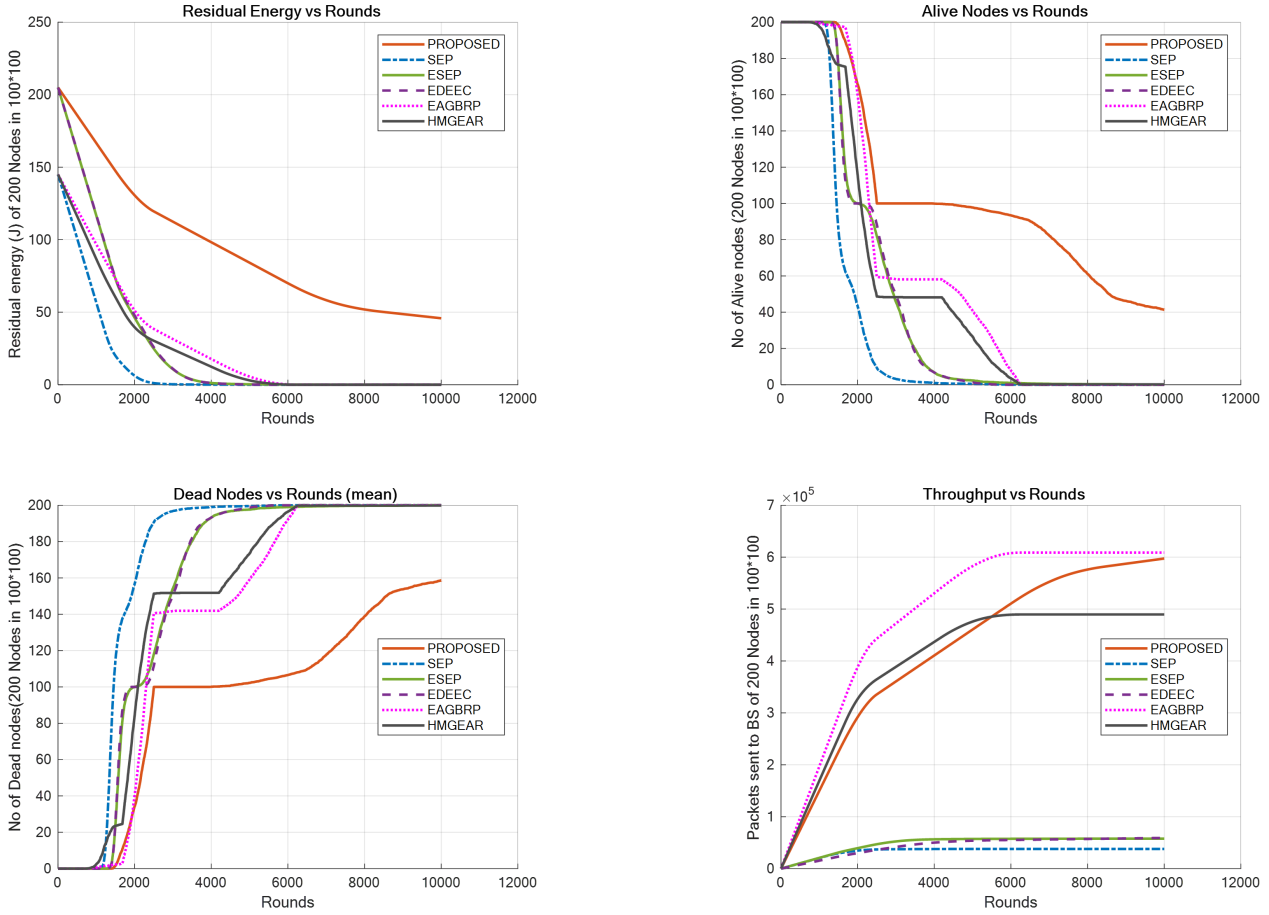 Residual Energy vs Rounds
250
200
150
100
50
0
Residual energy (J) of 200 Nodes in 100*100
0 2000 4000 6000 8000 10000 12000
Rounds
PROPOSED
SEP
ESEP
EDEEC
EAGBRP
HMGEAR
Alive Nodes vs Rounds
200
180
160
140
120
100
80
60
40
20
0
No of Alive nodes (200 Nodes in 100*100)
0 2000 4000 6000 8000 10000 12000
Rounds
PROPOSED
SEP
ESEP
EDEEC
EAGBRP
HMGEAR
Dead Nodes vs Rounds (mean)
200
180
160
140
120
100
80
60
40
20
0
No of Dead nodes(200 Nodes in 100*100)
0 2000 4000 6000 8000 10000 12000
Rounds
PROPOSED
SEP
ESEP
EDEEC
EAGBRP
HMGEAR
Throughput vs Rounds
×10⁵
7
6
5
4
3
2
1
0
Packets sent to BS of 200 Nodes in 100*100
0 2000 4000 6000 8000 10000 12000
Rounds
PROPOSED
SEP
ESEP
EDEEC
EAGBRP
HMGEAR